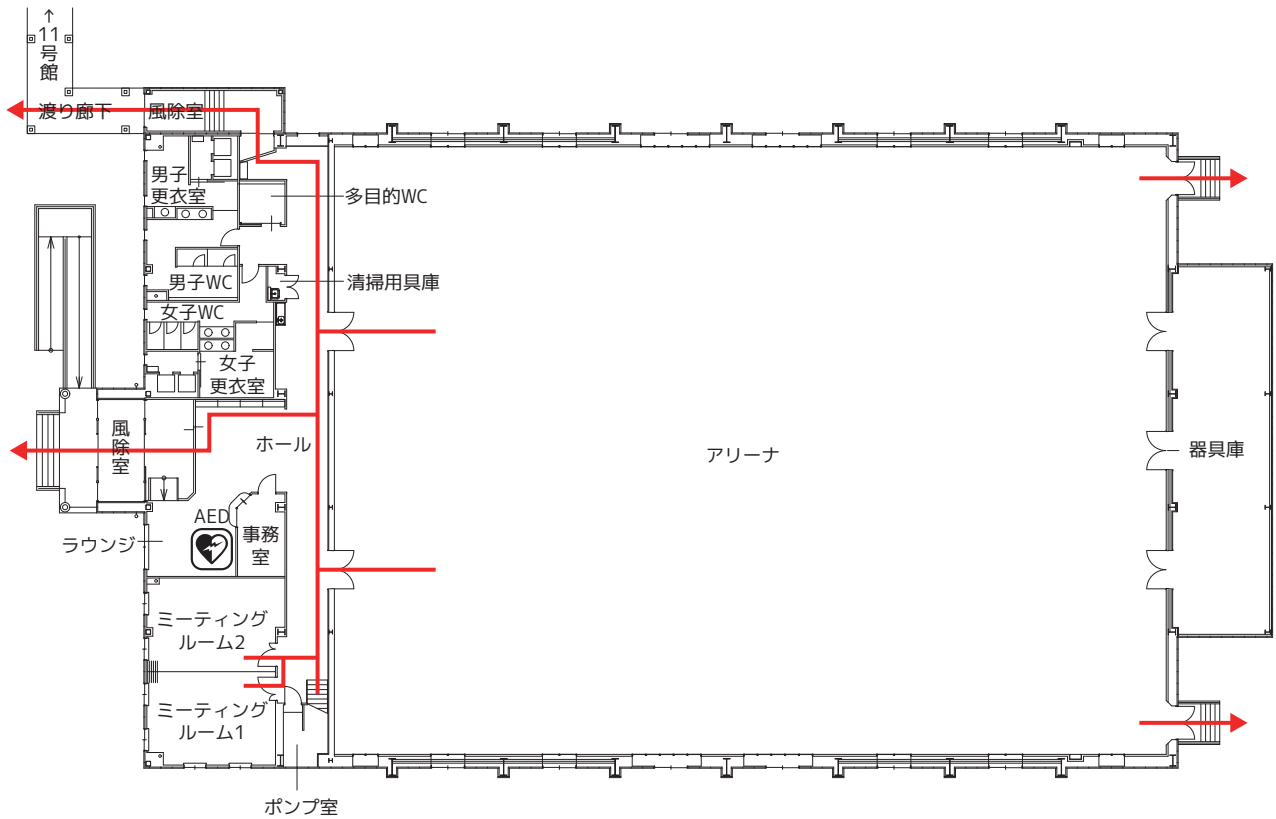 ↑
11
号
館
渡り廊下
風除室
男子
更衣室
多目的WC
男子WC
清掃用具庫
女子WC
女子
更衣室
風
除
室
ホール
アリーナ
器具庫
AED
事務
室
ラウンジ
ミーティング
ルーム2
ミーティング
ルーム1
ポンプ室